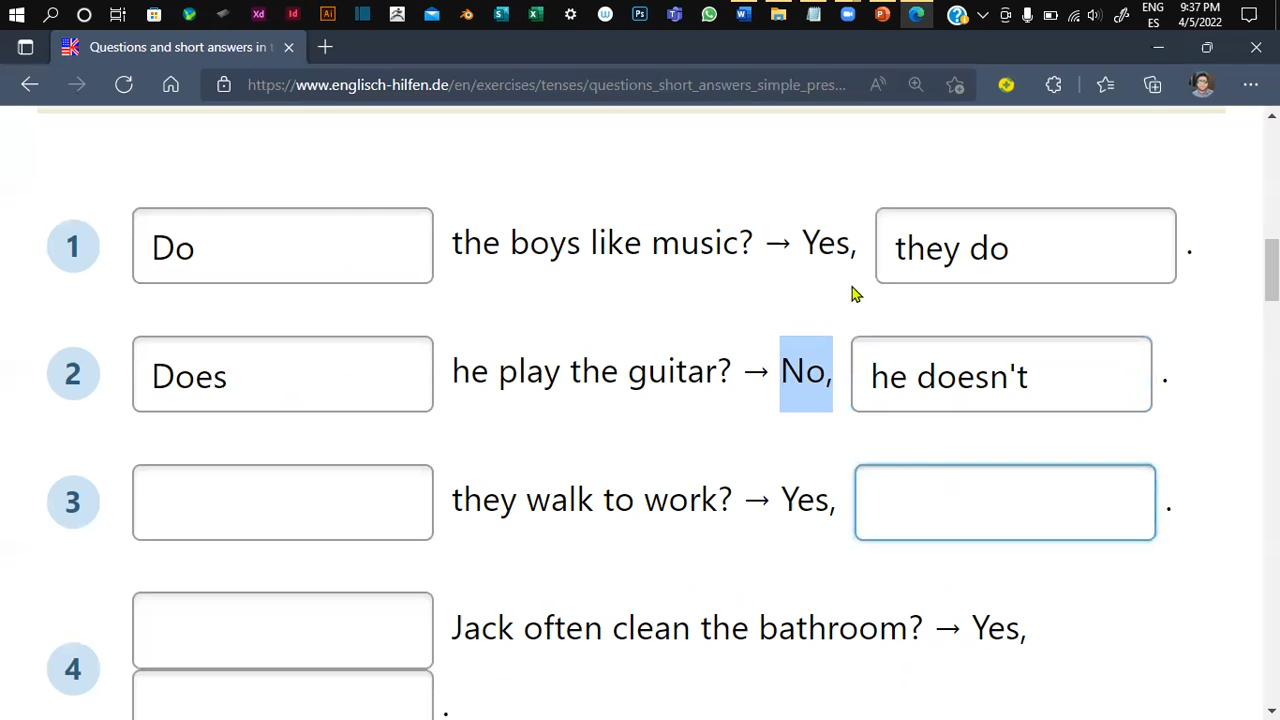 ENG 9:37 PM
ES 4/5/2022
Questions and short answers in t
https://www.englisch-hilfen.de/en/exercises/tenses/questions_short_answers_simple_pres...
1 Do the boys like music? → Yes, they do .
2 Does he play the guitar? → No, he doesn't .
3 they walk to work? → Yes, .
4 Jack often clean the bathroom? → Yes,
.